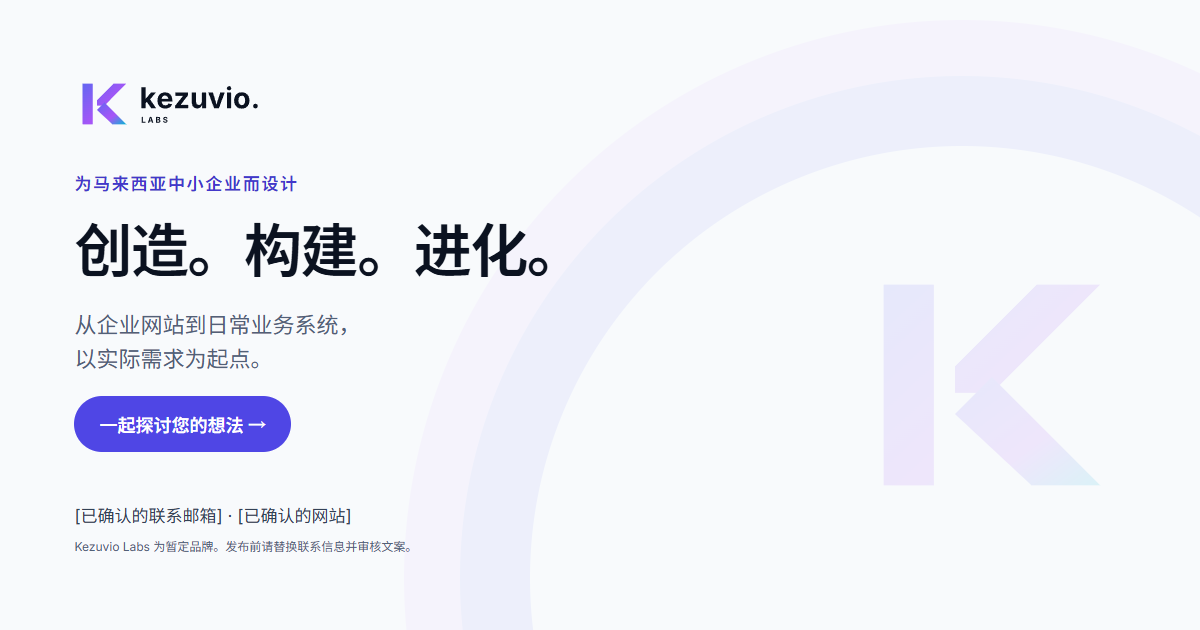 kezuvio.
LABS
为马来西亚中小企业而设计
创造。构建。进化。
从企业网站到日常业务系统，
以实际需求为起点。
一起探讨您的想法 →
[已确认的联系邮箱] · [已确认的网站]
Kezuvio Labs 为暂定品牌。发布前请替换联系信息并审核文案。